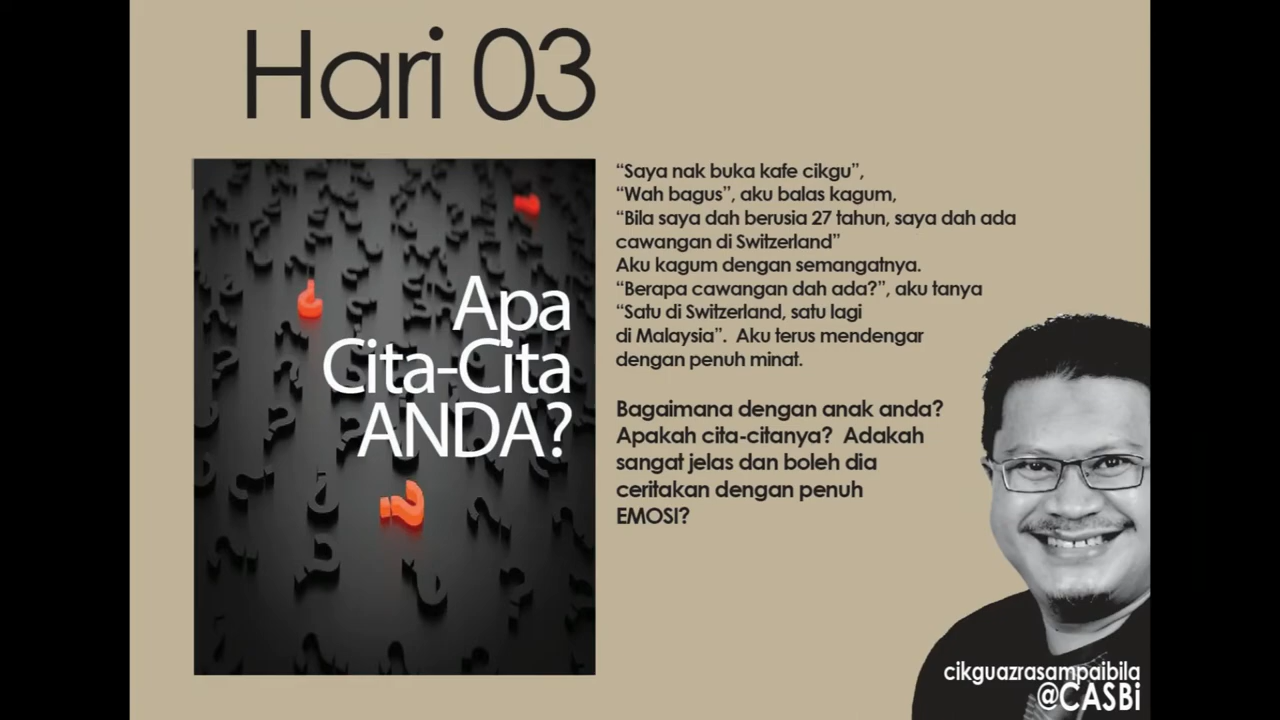 Hari 03
Apa
Cita-Cita
ANDA?
“Saya nak buka kafe cikgu”,
“Wah bagus”, aku balas kagum,
“Bila saya dah berusia 27 tahun, saya dah ada
cawangan di Switzerland”
Aku kagum dengan semangatnya.
“Berapa cawangan dah ada?”, aku tanya
“Satu di Switzerland, satu lagi
di Malaysia”.  Aku terus mendengar
dengan penuh minat.
Bagaimana dengan anak anda?
Apakah cita-citanya?  Adakah
sangat jelas dan boleh dia
ceritakan dengan penuh
EMOSI?
cikguazrasampaibila
@CASBi